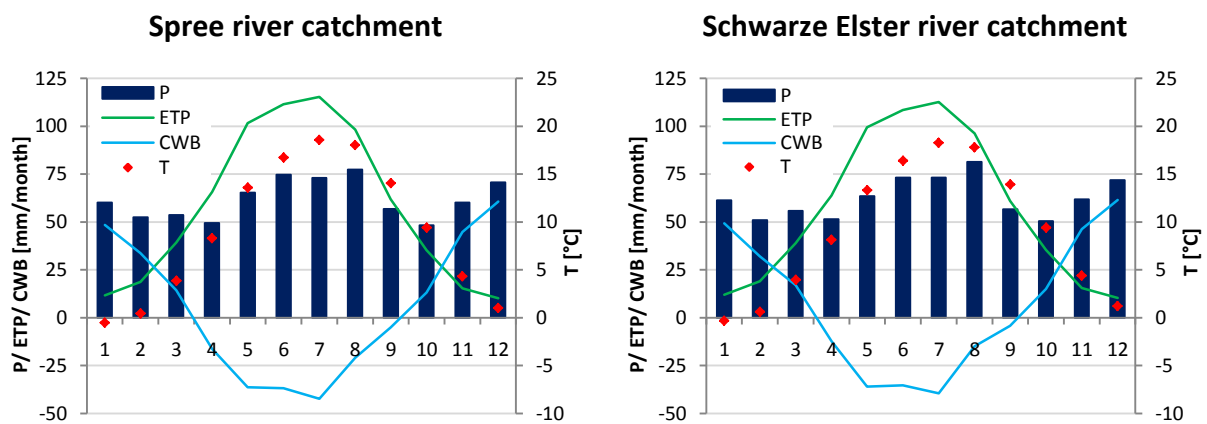 Spree river catchment
P/ ETP/ CWB [mm/month]
125
100
75
50
25
0
-25
-50
P
ETP
CWB
T
1 2 3 4 5 6 7 8 9 10 11 12
25
20
15
10
5
0
-5
-10
T [°C]
Schwarze Elster river catchment
P/ ETP/ CWB [mm/month]
125
100
75
50
25
0
-25
-50
P
ETP
CWB
T
1 2 3 4 5 6 7 8 9 10 11 12
25
20
15
10
5
0
-5
-10
T [°C]